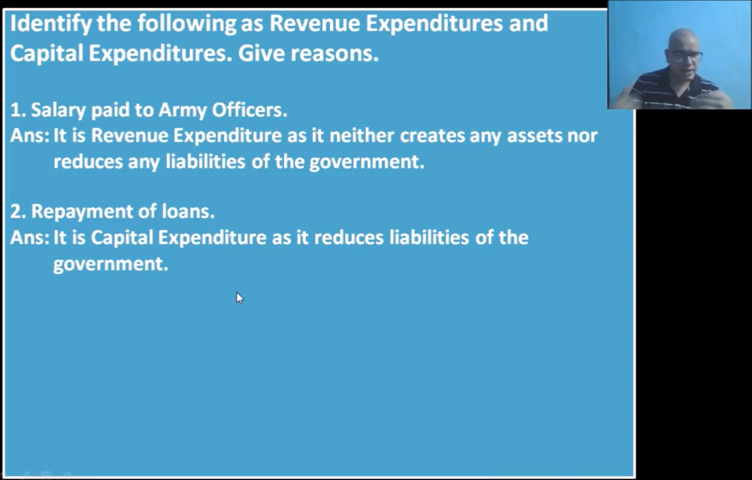 Identify the following as Revenue Expenditures and
Capital Expenditures. Give reasons.
1. Salary paid to Army Officers.
Ans: It is Revenue Expenditure as it neither creates any assets nor
reduces any liabilities of the government.
2. Repayment of loans.
Ans: It is Capital Expenditure as it reduces liabilities of the
government.